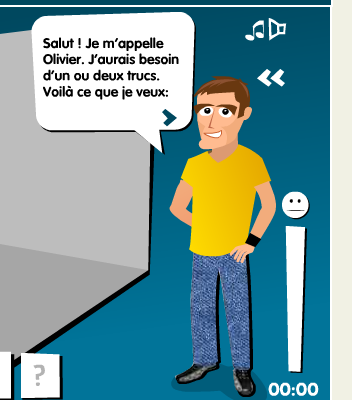 Salut ! Je m'appelle
Olivier. J'aurais besoin
d'un ou deux trucs.
Voilà ce que je veux:
?
00:00